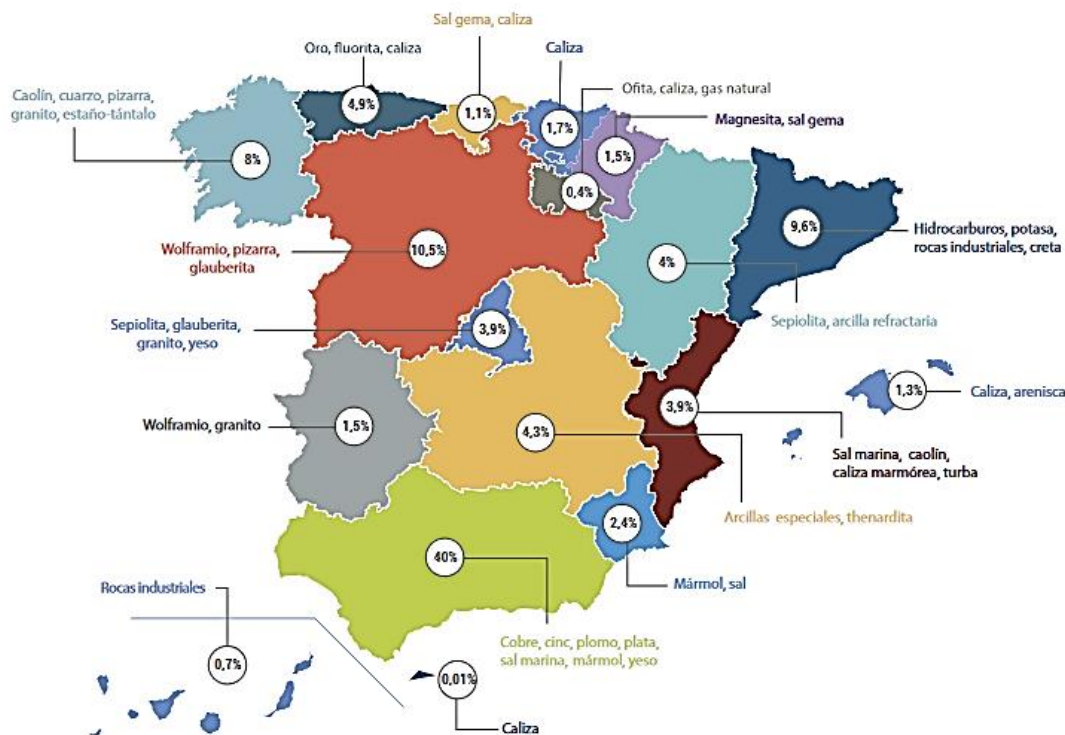 Sal gema, caliza
Oro, fluorita, caliza
Caliza
Ofita, caliza, gas natural
Caolín, cuarzo, pizarra,
granito, estaño-tántalo
4,9%
1,1%
1,7%
Magnesita, sal gema
8%
1,5%
0,4%
9,6%
Hidrocarburos, potasa,
rocas industriales, creta
Wolframio, pizarra,
glauberita
10,5%
4%
Sepiolita, glauberita,
granito, yeso
3,9%
Sepiolita, arcilla refractaria
1,3%
Caliza, arenisca
Wolframio, granito
1,5%
4,3%
3,9%
Sal marina, caolín,
caliza marmórea, turba
Arcillas especiales, thenardita
2,4%
40%
Mármol, sal
Rocas industriales
Cobre, cinc, plomo, plata,
sal marina, mármol, yeso
0,7%
0,01%
Caliza